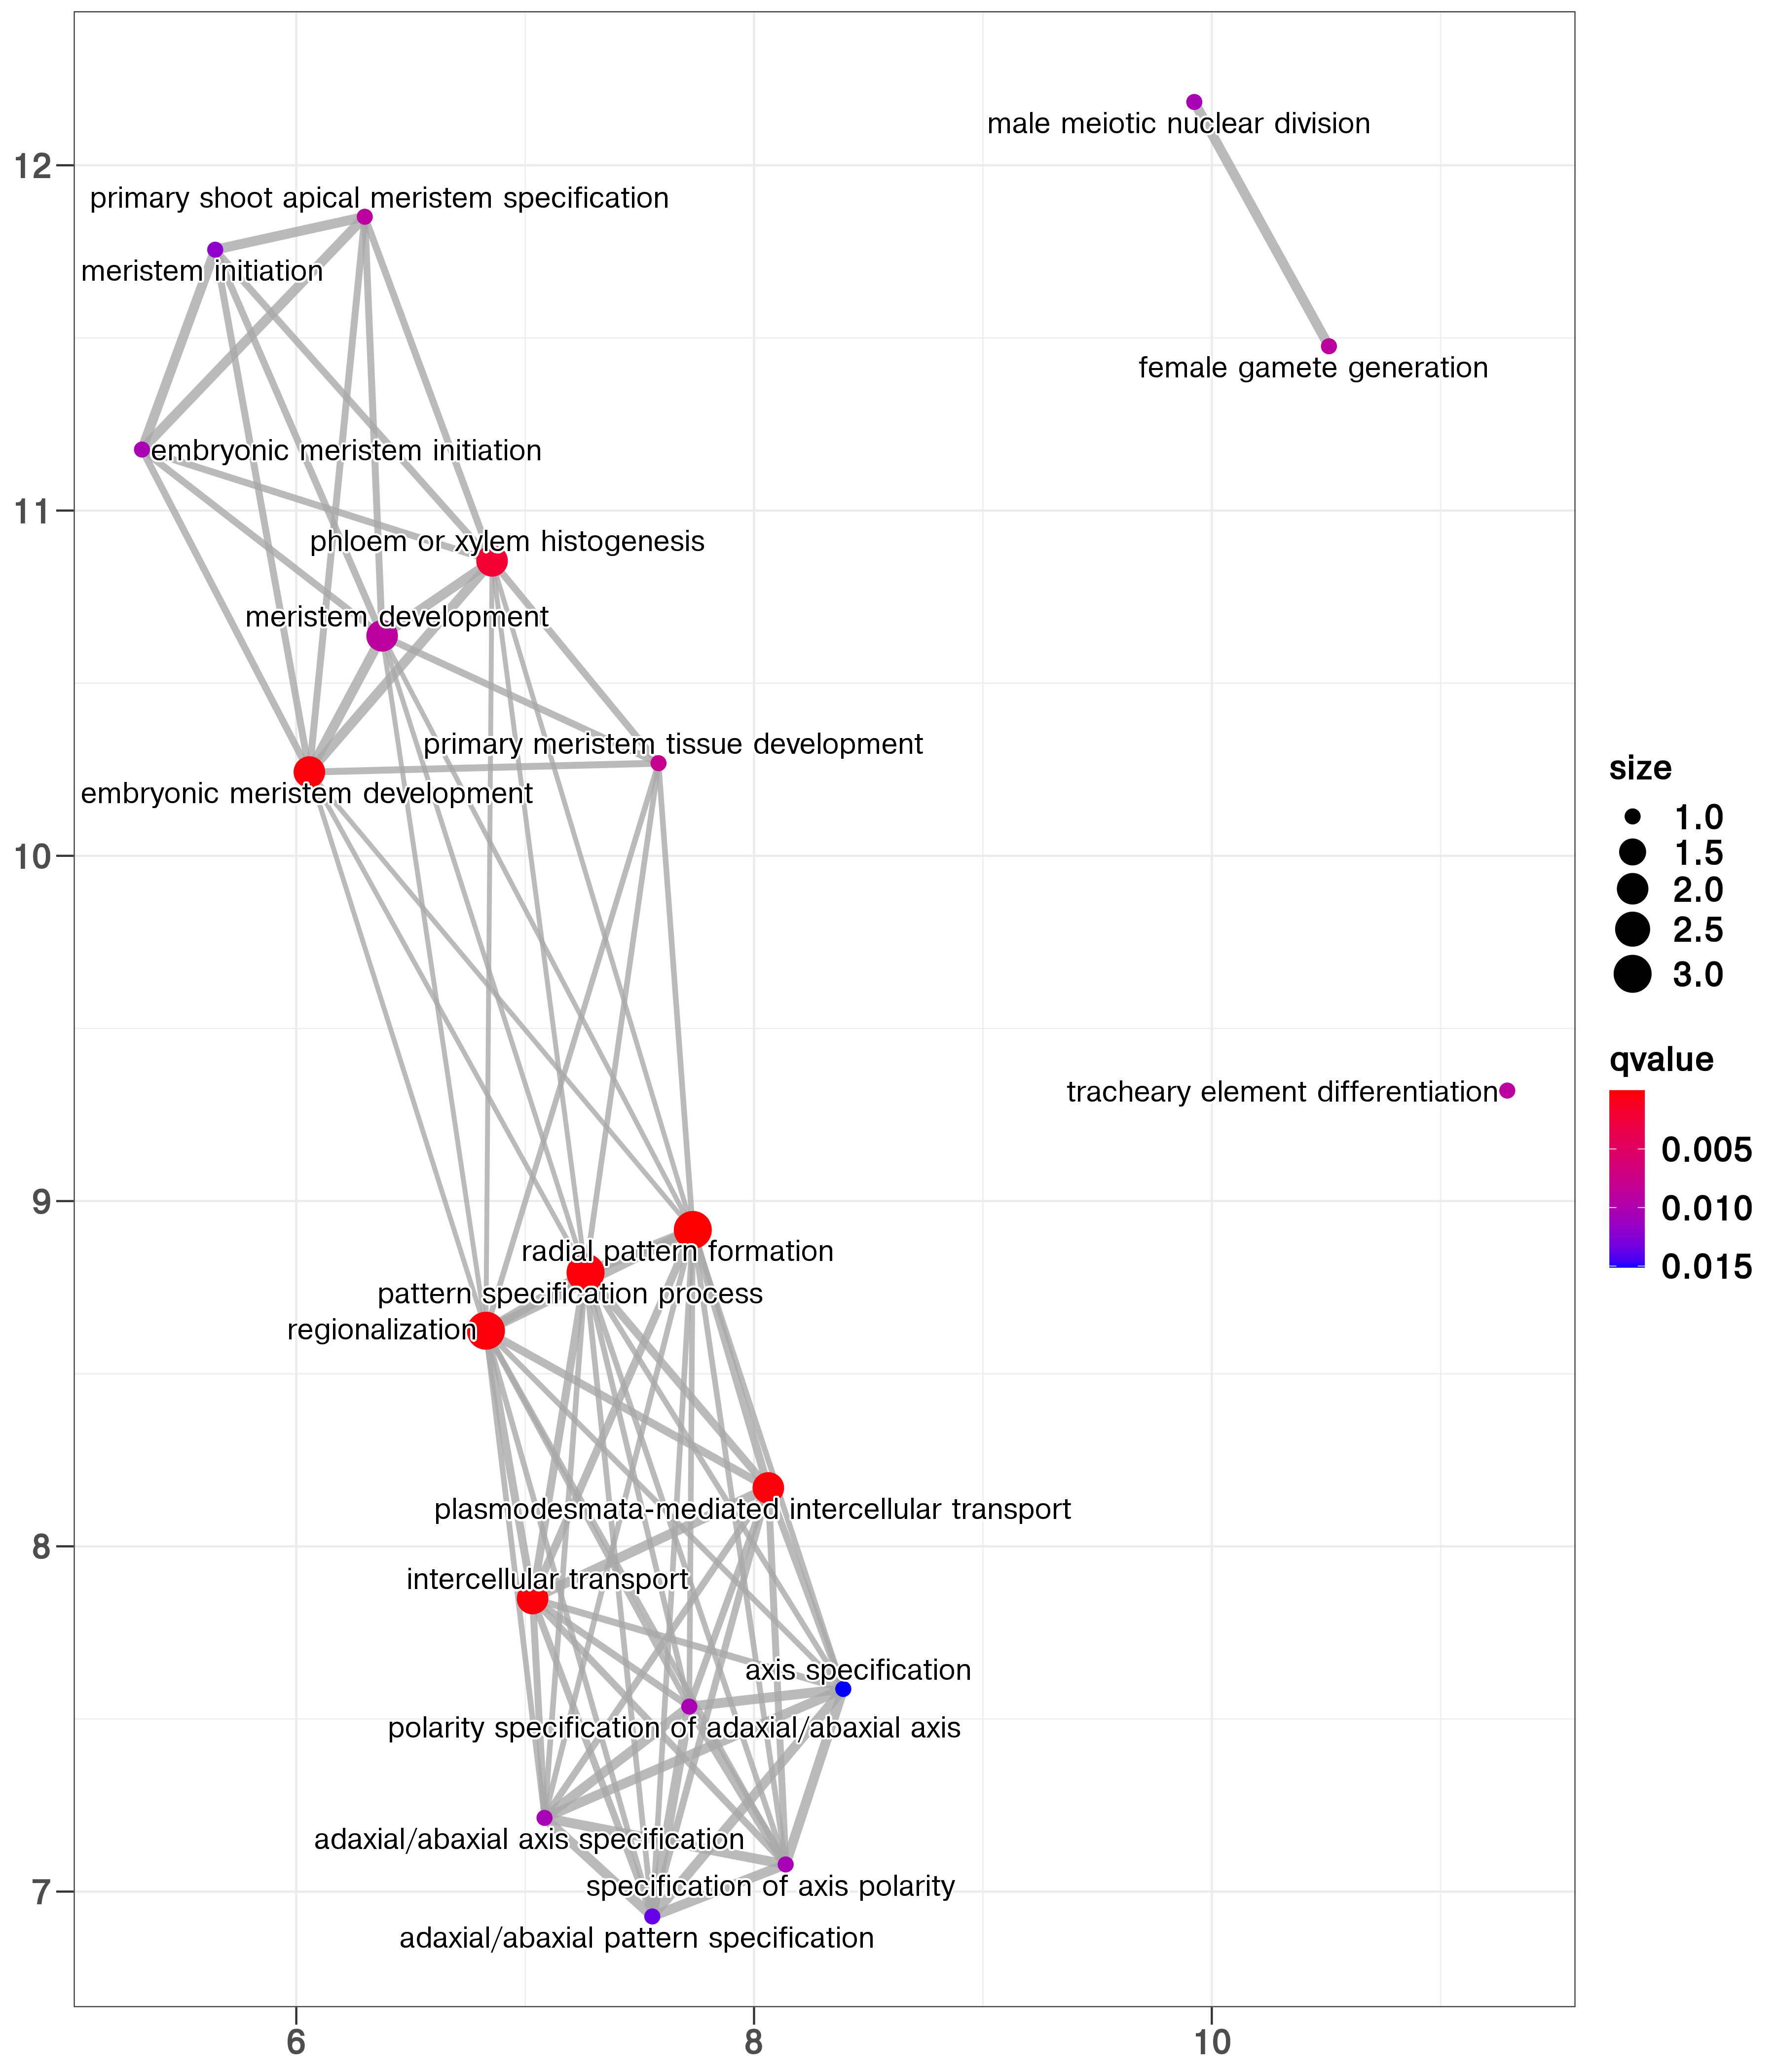 male meiotic nuclear division
12
primary shoot apical meristem specification
meristem initiation
female gamete generation
embryonic meristem initiation
11
phloem or xylem histogenesis
meristem development
primary meristem tissue development
embryonic meristem development
10
tracheary element differentiation
9
radial pattern formation
pattern specification process
regionalization
plasmodesmata-mediated intercellular transport
8
intercellular transport
axis specification
polarity specification of adaxial/abaxial axis
adaxial/abaxial axis specification
7
specification of axis polarity
adaxial/abaxial pattern specification
6
8
10
size
1.0
1.5
2.0
2.5
3.0
qvalue
0.005
0.010
0.015